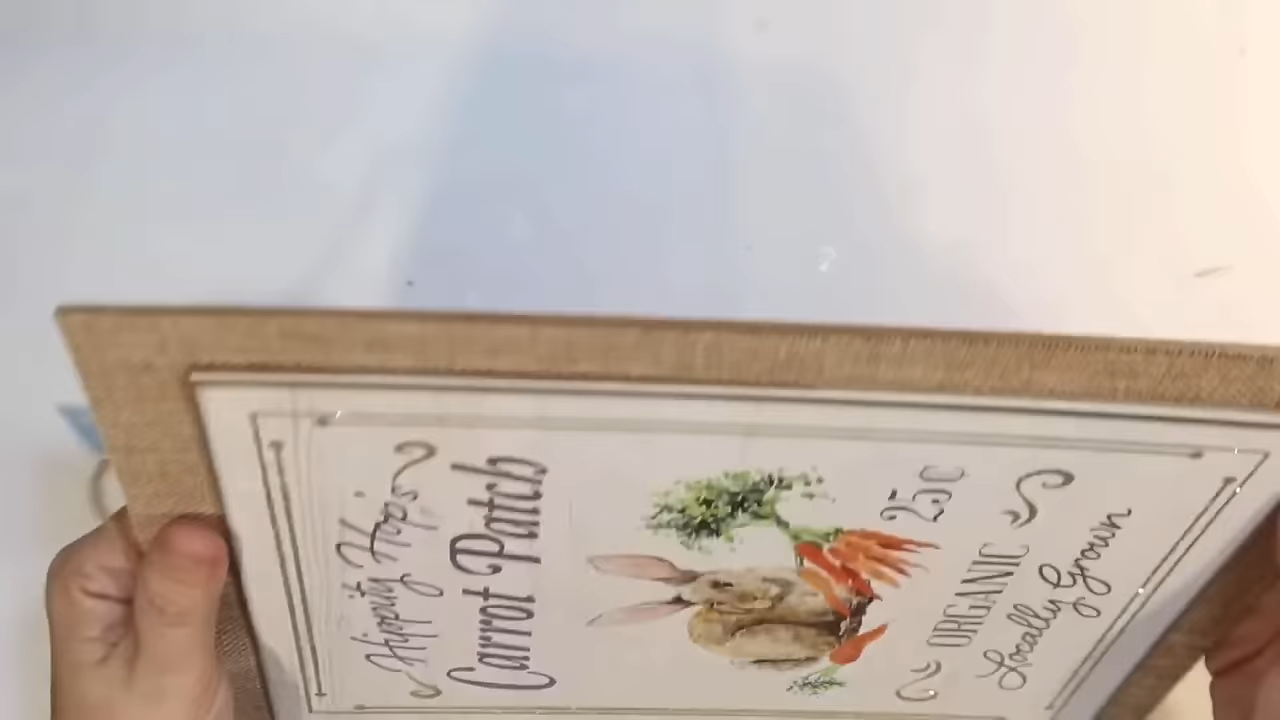 Hippity Hop's
Carrot Patch
25¢
ORGANIC
Locally Grown